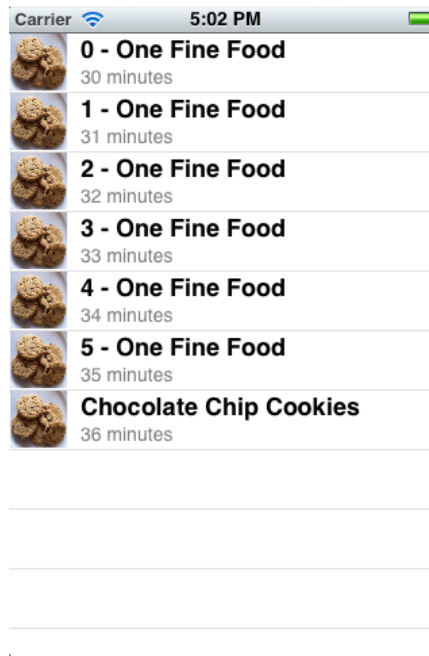 Carrier 5:02 PM
0 - One Fine Food
30 minutes
1 - One Fine Food
31 minutes
2 - One Fine Food
32 minutes
3 - One Fine Food
33 minutes
4 - One Fine Food
34 minutes
5 - One Fine Food
35 minutes
Chocolate Chip Cookies
36 minutes